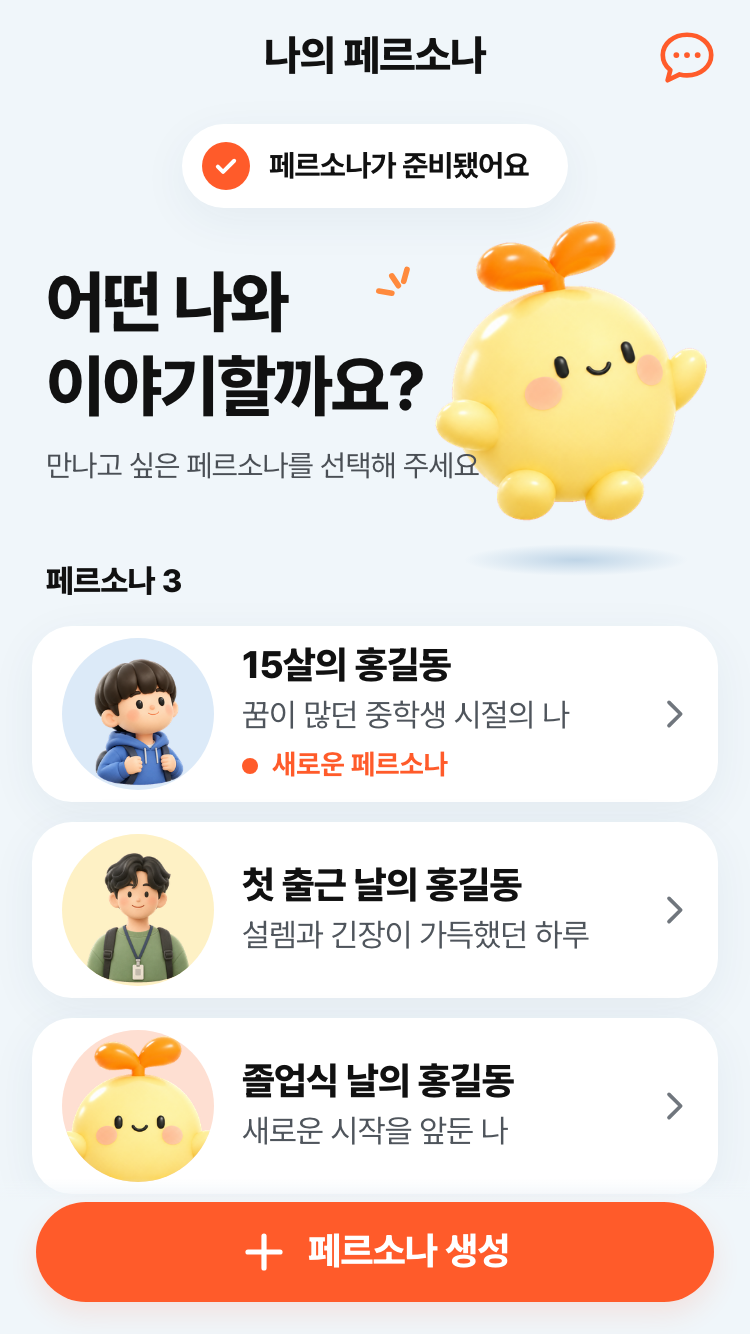 나의 페르소나
페르소나가 준비됐어요
어떤 나와
이야기할까요?
만나고 싶은 페르소나를 선택해 주세요
페르소나 3
15살의 홍길동
꿈이 많던 중학생 시절의 나
새로운 페르소나
첫 출근 날의 홍길동
설렘과 긴장이 가득했던 하루
졸업식 날의 홍길동
새로운 시작을 앞둔 나
페르소나 생성